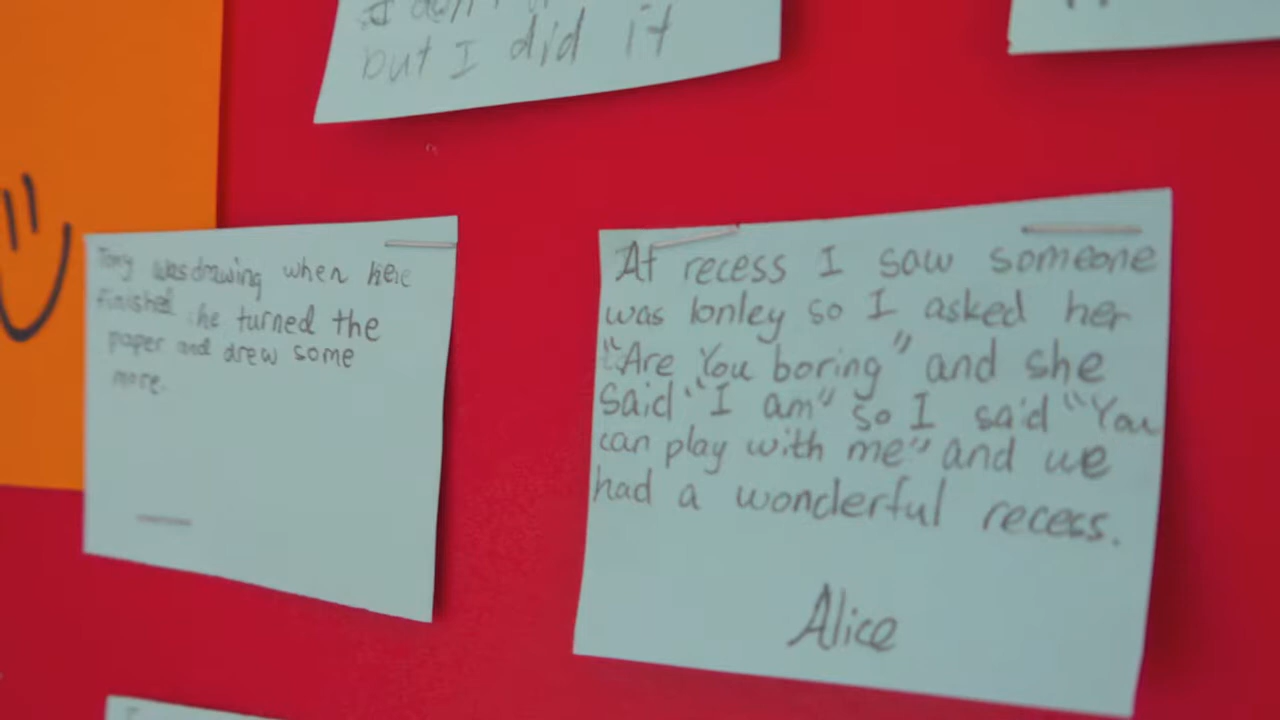 but I did it
Tony was drawing when here
finished he turned the
paper and drew some
more.
At recess I saw someone
was lonley so I asked her
"Are You boring" and she
said "I am" so I said "You
can play with me" and we
had a wonderful recess.
Alice